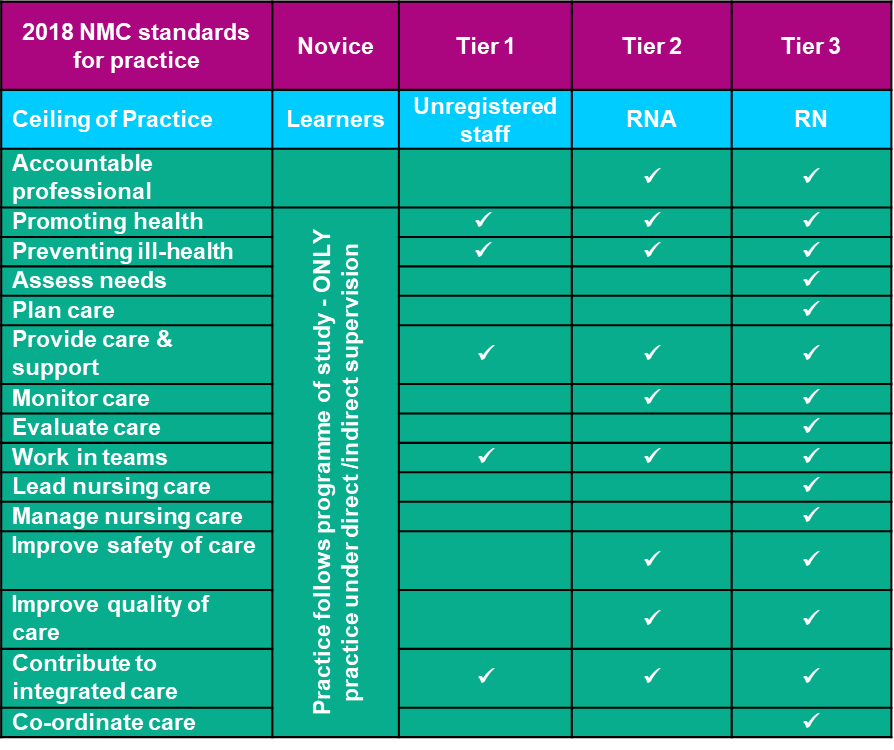 2018 NMC standards
for practice
Novice
Tier 1
Tier 2
Tier 3
Ceiling of Practice
Learners
Unregistered
staff
RNA
RN
Accountable
professional
✓ ✓
Promoting health
✓ ✓ ✓
Preventing ill-health
✓ ✓ ✓
Assess needs
✓
Plan care
✓
Provide care &
support
✓ ✓ ✓
Monitor care
✓ ✓
Evaluate care
✓
Work in teams
✓ ✓ ✓
Lead nursing care
✓
Manage nursing care
✓
Improve safety of care
✓ ✓
Improve quality of
care
✓ ✓
Contribute to
integrated care
✓ ✓ ✓
Co-ordinate care
✓
Practice follows programme of study - ONLY
practice under direct /indirect supervision